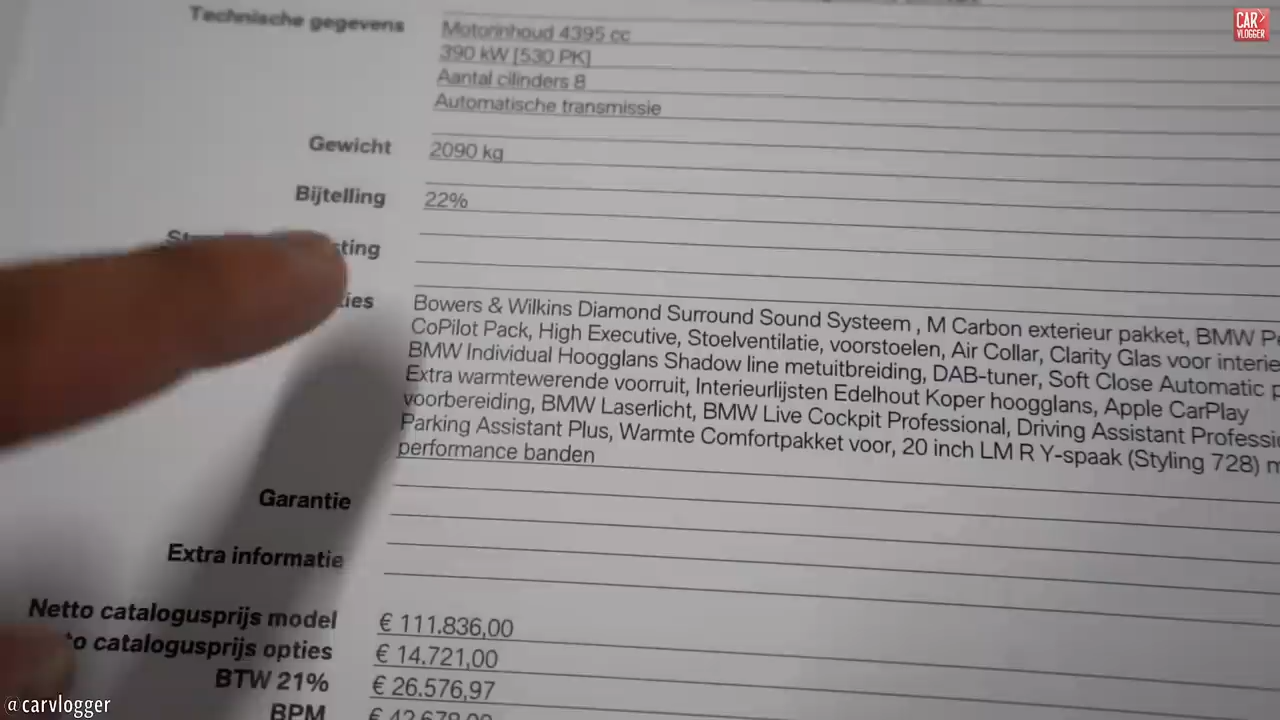 CAR VLOGGER
Technische gegevens
Motorinhoud 4395 cc
390 kW [530 PK]
Aantal cilinders 8
Automatische transmissie
Gewicht 2090 kg
Bijtelling 22%
Bowers & Wilkins Diamond Surround Sound Systeem , M Carbon exterieur pakket, BMW
CoPilot Pack, High Executive, Stoelventilatie, voorstoelen, Air Collar, Clarity Glas voor
BMW Individual Hoogglans Shadow line metuitbreiding, DAB-tuner, Soft Close Automatic
Extra warmtewerende voorruit, Interieurlijsten Edelhout Koper hoogglans, Apple CarPlay
voorbereiding, BMW Laserlicht, BMW Live Cockpit Professional, Driving Assistant
Parking Assistant Plus, Warmte Comfortpakket voor, 20 inch LM R Y-spaak (Styling 728)
performance banden
Garantie
Extra informatie
Netto catalogusprijs model € 111.836,00
catalogusprijs opties € 14.721,00
BTW 21% € 26.576,97
BPM
@carvlogger